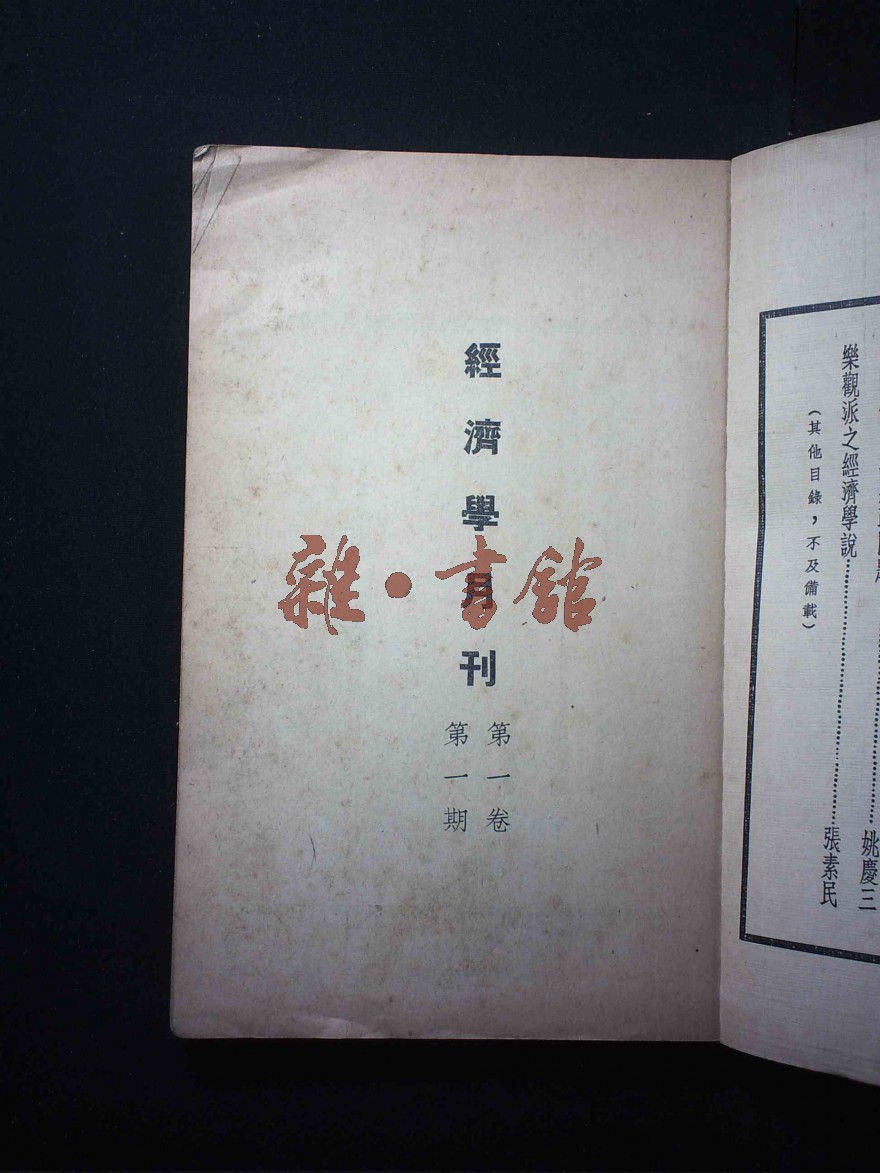 經濟學月刊
第一卷
第一期
雜·書館
姚慶三
樂觀派之經濟學說……………………張素民
(其他目錄，不及備載)